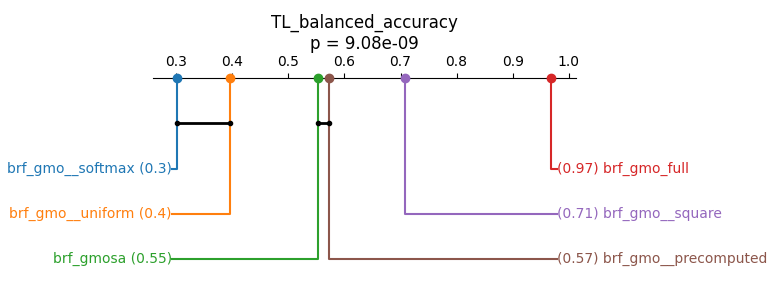 TL_balanced_accuracy
p = 9.08e-09
0.3 0.4 0.5 0.6 0.7 0.8 0.9 1.0
brf_gmo__softmax (0.3) (0.97) brf_gmo_full
brf_gmo__uniform (0.4) (0.71) brf_gmo__square
brf_gmosa (0.55) (0.57) brf_gmo__precomputed